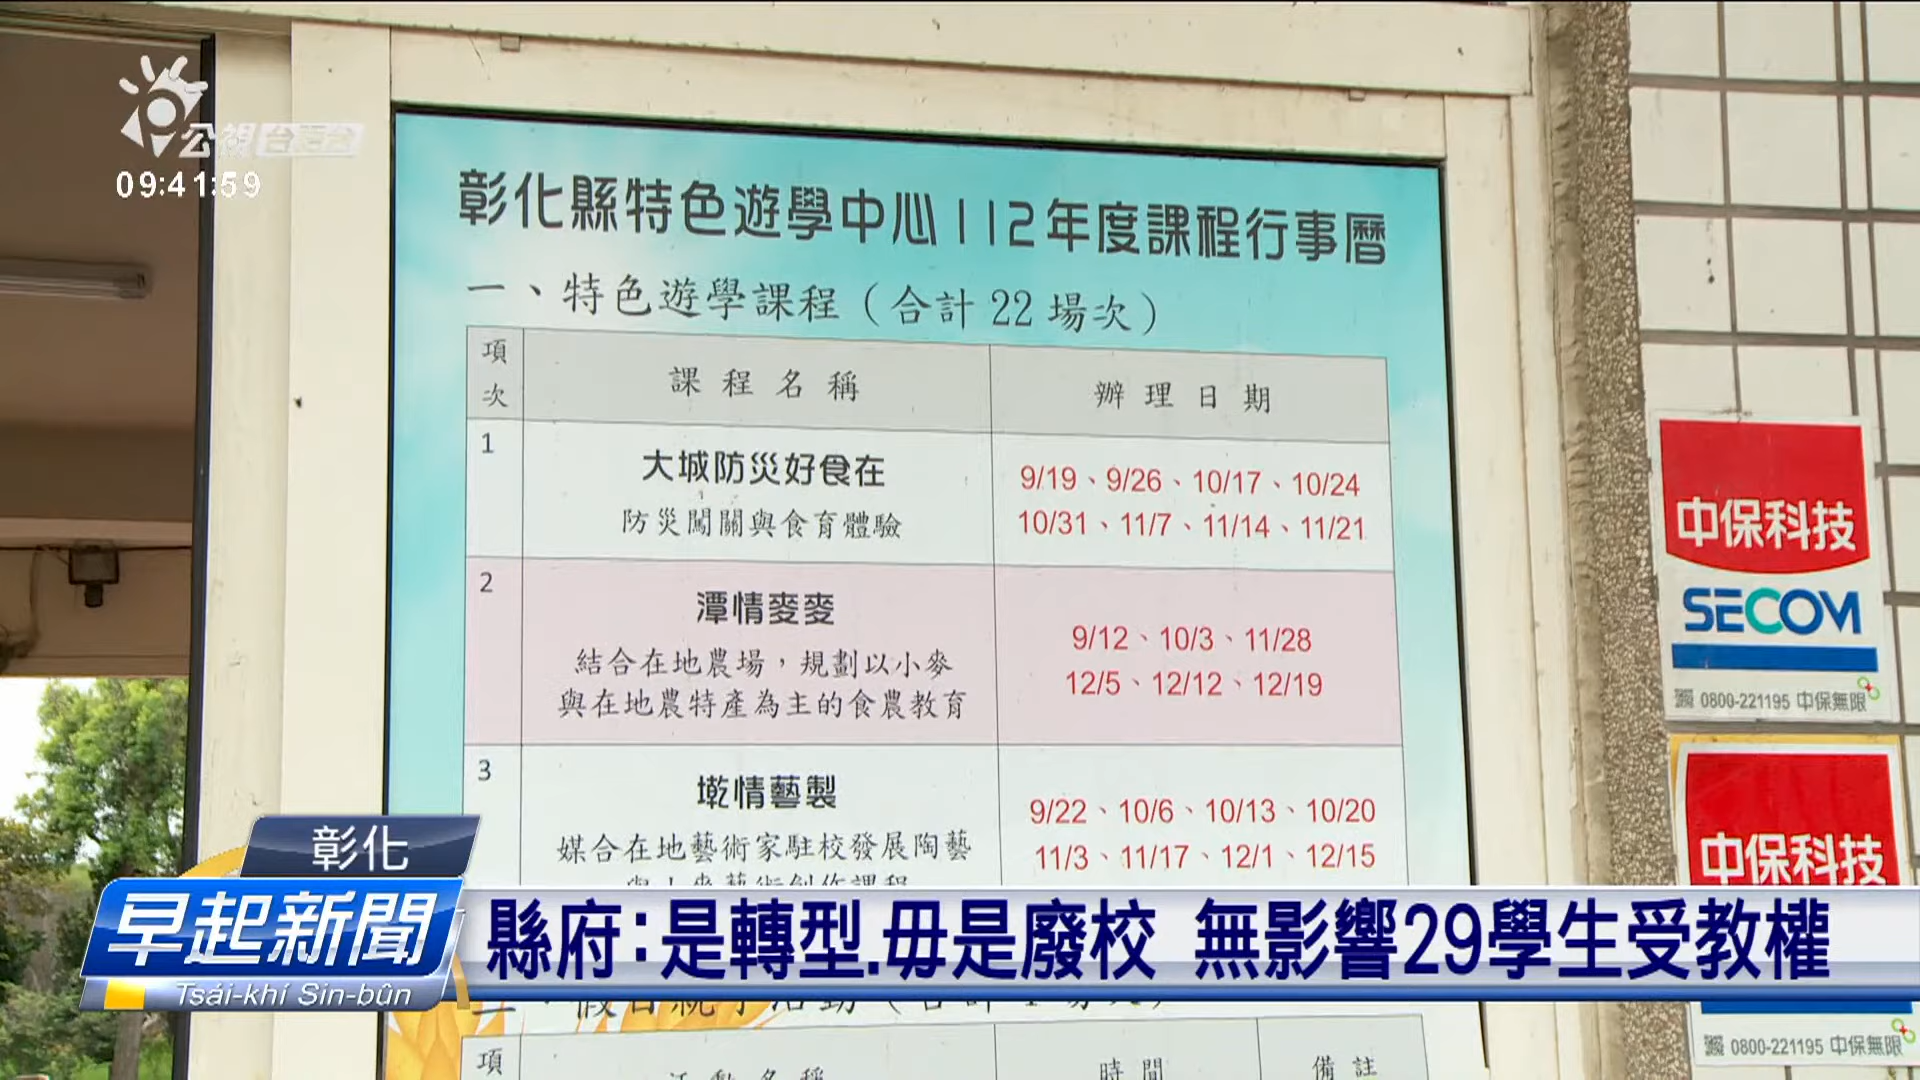 公視台語台
09:41:59
彰化縣特色遊學中心112年度課程行事曆
一、特色遊學課程（合計22場次）
項次 課程名稱 辦理日期
1 大城防災好食在
防災闖關與食育體驗
9/19、9/26、10/17、10/24
10/31、11/7、11/14、11/21
2 潭情麥麥
結合在地農場，規劃以小麥
與在地農特產為主的食農教育
9/12、10/3、11/28
12/5、12/12、12/19
3 墘情藝製
媒合在地藝術家駐校發展陶藝
9/22、10/6、10/13、10/20
11/3、11/17、12/1、12/15
中保科技
SECOM
0800-221195 中保無限
中保科技
0800-221195 中保無限
彰化
早起新聞
Tsái-khí Sin-bûn
縣府:是轉型.毋是廢校 無影響29學生受教權
項 時間 備註